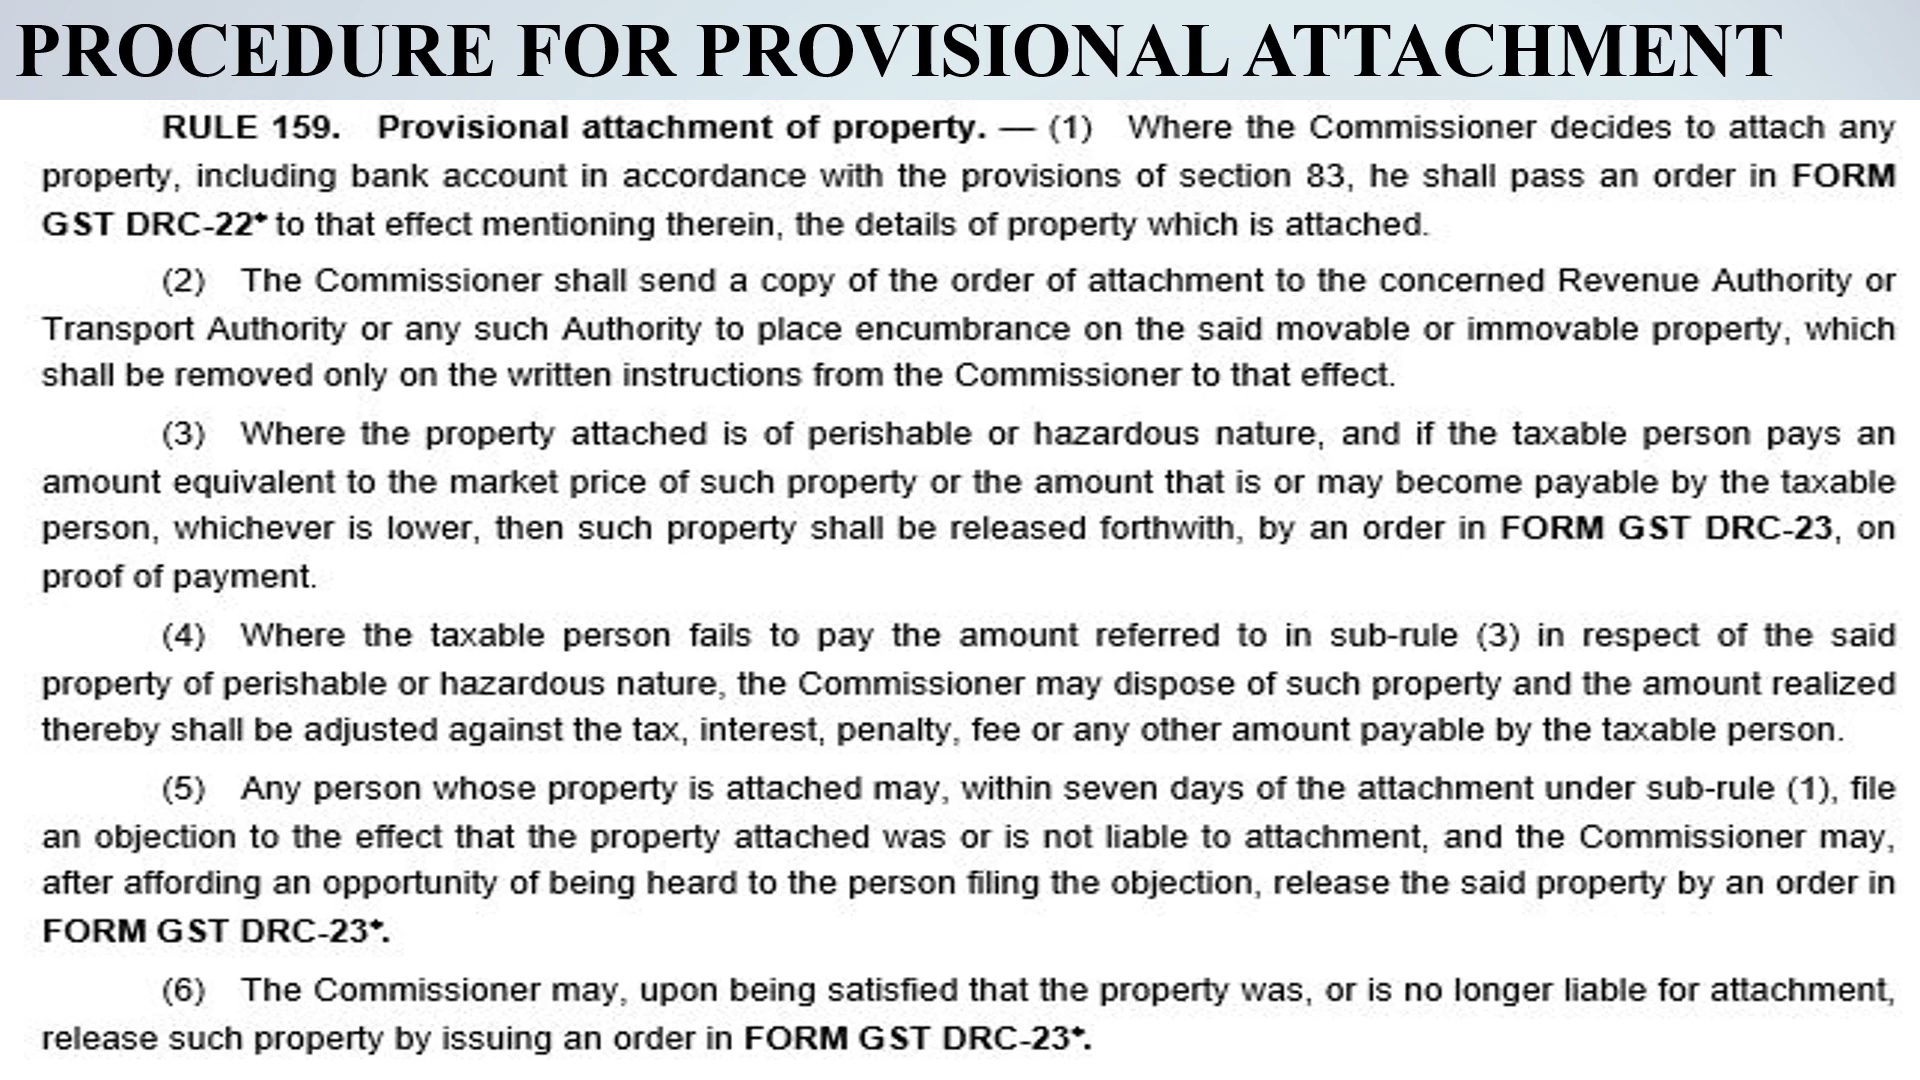 PROCEDURE FOR PROVISIONAL ATTACHMENT
RULE 159. Provisional attachment of property. — (1) Where the Commissioner decides to attach any
property, including bank account in accordance with the provisions of section 83, he shall pass an order in FORM
GST DRC-22* to that effect mentioning therein, the details of property which is attached.
(2) The Commissioner shall send a copy of the order of attachment to the concerned Revenue Authority or
Transport Authority or any such Authority to place encumbrance on the said movable or immovable property, which
shall be removed only on the written instructions from the Commissioner to that effect.
(3) Where the property attached is of perishable or hazardous nature, and if the taxable person pays an
amount equivalent to the market price of such property or the amount that is or may become payable by the taxable
person, whichever is lower, then such property shall be released forthwith, by an order in FORM GST DRC-23, on
proof of payment.
(4) Where the taxable person fails to pay the amount referred to in sub-rule (3) in respect of the said
property of perishable or hazardous nature, the Commissioner may dispose of such property and the amount realized
thereby shall be adjusted against the tax, interest, penalty, fee or any other amount payable by the taxable person.
(5) Any person whose property is attached may, within seven days of the attachment under sub-rule (1), file
an objection to the effect that the property attached was or is not liable to attachment, and the Commissioner may,
after affording an opportunity of being heard to the person filing the objection, release the said property by an order in
FORM GST DRC-23*.
(6) The Commissioner may, upon being satisfied that the property was, or is no longer liable for attachment,
release such property by issuing an order in FORM GST DRC-23*.